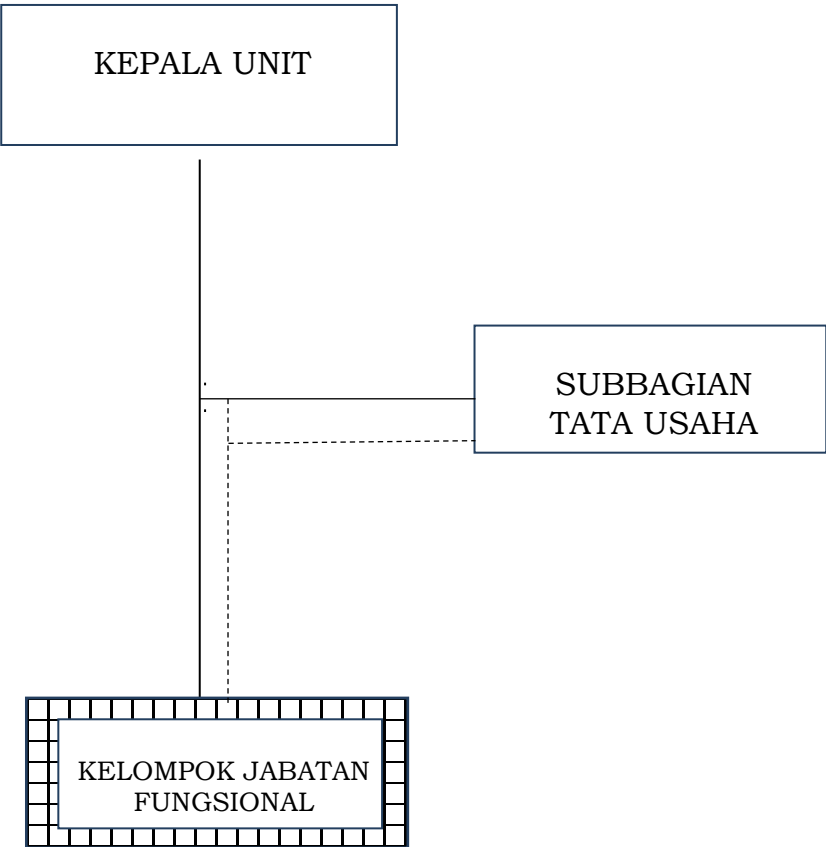 KEPALA UNIT
SUBBAGIAN
TATA USAHA
KELOMPOK JABATAN
FUNGSIONAL